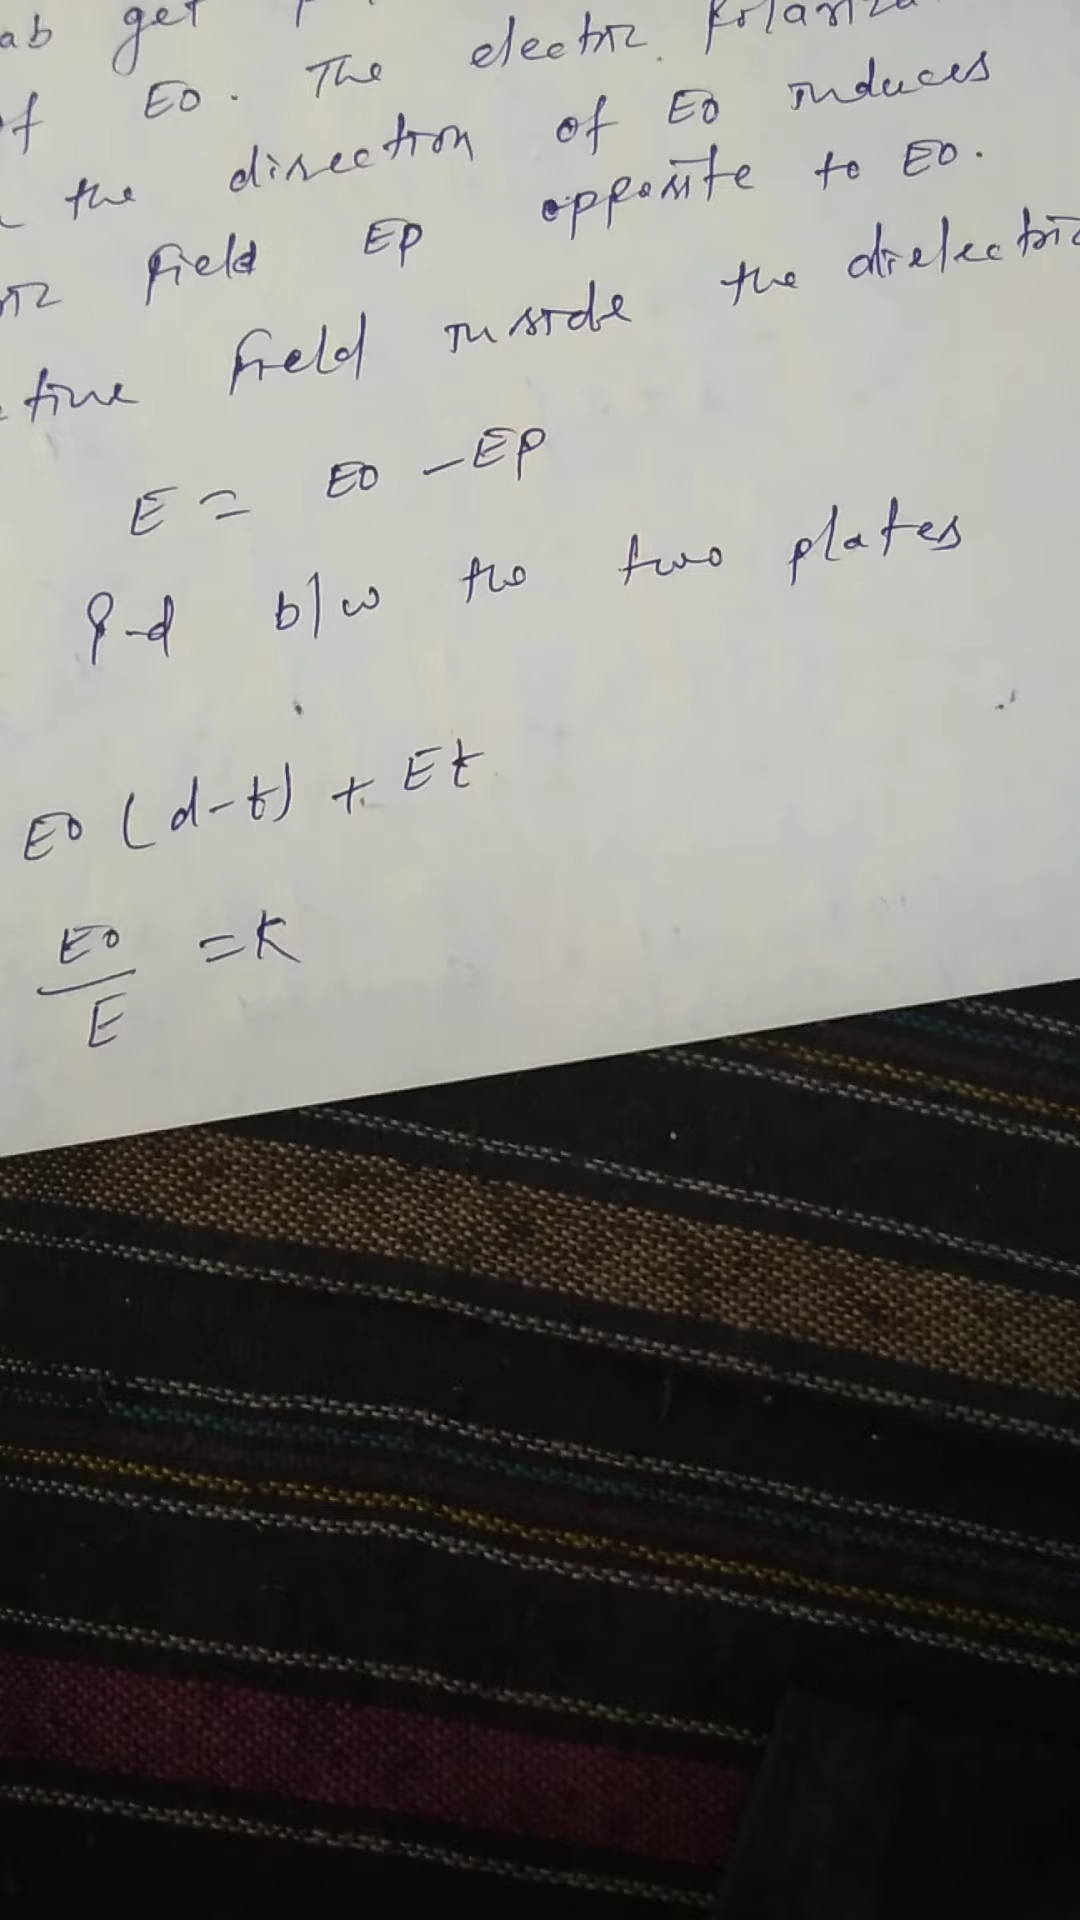 ab get
of E0. The electric
the direction of E0 induces
field EP opposite to E0.
field inside the dielectric
E = E0 - EP
P-d b/w the two plates
E0 (d-t) + Et
E0/E = K